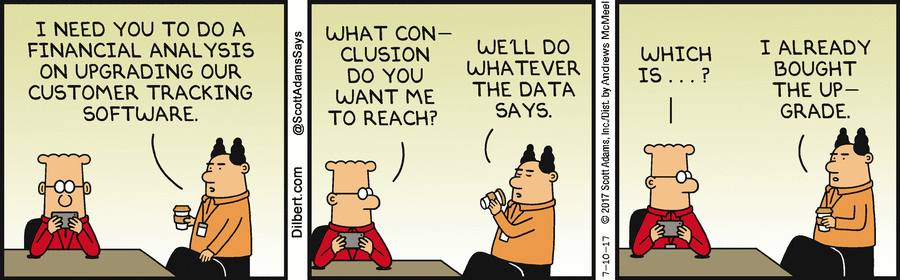 I NEED YOU TO DO A
FINANCIAL ANALYSIS
ON UPGRADING OUR
CUSTOMER TRACKING
SOFTWARE.
Dilbert.com @ScottAdamsSays
WHAT CON-
CLUSION
DO YOU
WANT ME
TO REACH?
WE'LL DO
WHATEVER
THE DATA
SAYS.
7-10-17 © 2017 Scott Adams, Inc./Dist. by Andrews McMeel
WHICH
IS ...?
I ALREADY
BOUGHT
THE UP-
GRADE.